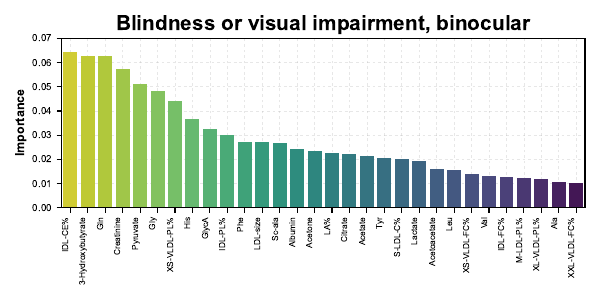 Blindness or visual impairment, binocular
Importance
0.07
0.06
0.05
0.04
0.03
0.02
0.01
0.00
IDL-CE%
3-Hydroxybutyrate
Gln
Creatinine
Pyruvate
Gly
XS-VLDL-PL%
His
GlycA
IDL-PL%
Phe
LDL-size
Sc-ala
Albumin
Acetone
LA%
Citrate
Acetate
Tyr
S-LDL-C%
Lactate
Acetoacetate
Leu
XS-VLDL-FC%
Val
IDL-FC%
M-LDL-PL%
XL-VLDL-PL%
Ala
XXL-VLDL-FC%